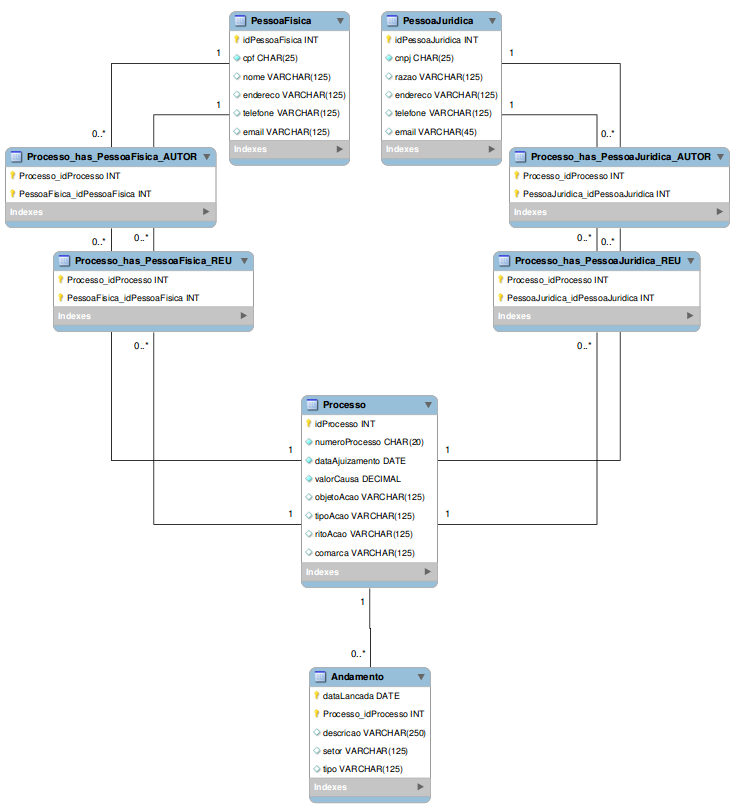 PessoaFisica
idPessoaFisica INT
cpf CHAR(25)
nome VARCHAR(125)
endereco VARCHAR(125)
telefone VARCHAR(125)
email VARCHAR(125)
Indexes
PessoaJuridica
idPessoaJuridica INT
cnpj CHAR(25)
razao VARCHAR(125)
endereco VARCHAR(125)
telefone VARCHAR(125)
email VARCHAR(45)
Indexes
1
1
1
1
0..*
0..*
Processo_has_PessoaFisica_AUTOR
Processo_idProcesso INT
PessoaFisica_idPessoaFisica INT
Indexes
Processo_has_PessoaJuridica_AUTOR
Processo_idProcesso INT
PessoaJuridica_idPessoaJuridica INT
Indexes
0..*
0..*
0..*
0..*
Processo_has_PessoaFisica_REU
Processo_idProcesso INT
PessoaFisica_idPessoaFisica INT
Indexes
Processo_has_PessoaJuridica_REU
Processo_idProcesso INT
PessoaJuridica_idPessoaJuridica INT
Indexes
0..*
0..*
Processo
idProcesso INT
numeroProcesso CHAR(20)
dataAjuizamento DATE
valorCausa DECIMAL
objetoAcao VARCHAR(125)
tipoAcao VARCHAR(125)
ritoAcao VARCHAR(125)
comarca VARCHAR(125)
Indexes
1
1
1
1
1
0..*
Andamento
dataLancada DATE
Processo_idProcesso INT
descricao VARCHAR(250)
setor VARCHAR(125)
tipo VARCHAR(125)
Indexes